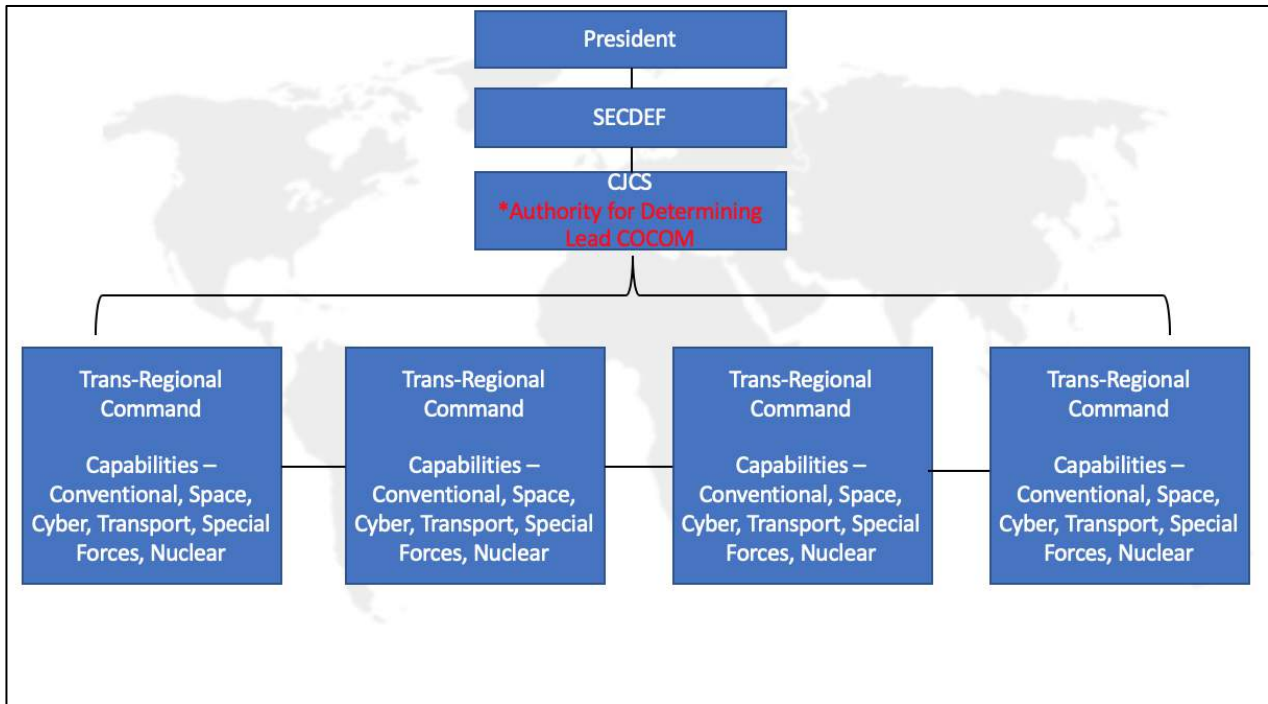 President
SECDEF
CJCS
*Authority for Determining
Lead COCOM
Trans-Regional
Command
Capabilities –
Conventional, Space,
Cyber, Transport, Special
Forces, Nuclear
Trans-Regional
Command
Capabilities –
Conventional, Space,
Cyber, Transport, Special
Forces, Nuclear
Trans-Regional
Command
Capabilities –
Conventional, Space,
Cyber, Transport, Special
Forces, Nuclear
Trans-Regional
Command
Capabilities –
Conventional, Space,
Cyber, Transport, Special
Forces, Nuclear